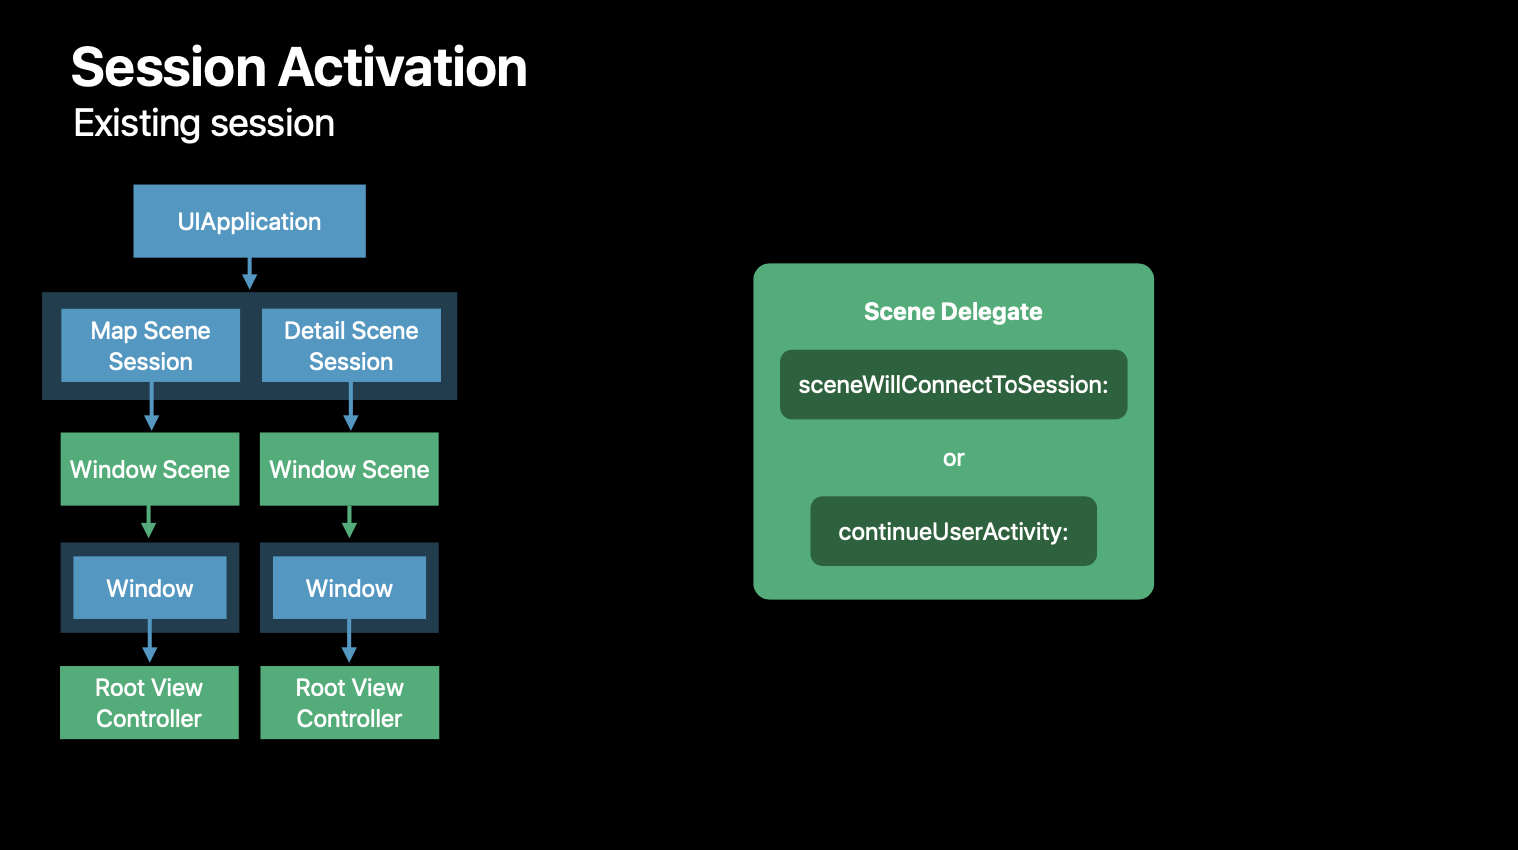 Session Activation
Existing session
UIApplication
Map Scene
Session
Detail Scene
Session
Window Scene
Window Scene
Window
Window
Root View
Controller
Root View
Controller
Scene Delegate
sceneWillConnectToSession:
or
continueUserActivity: